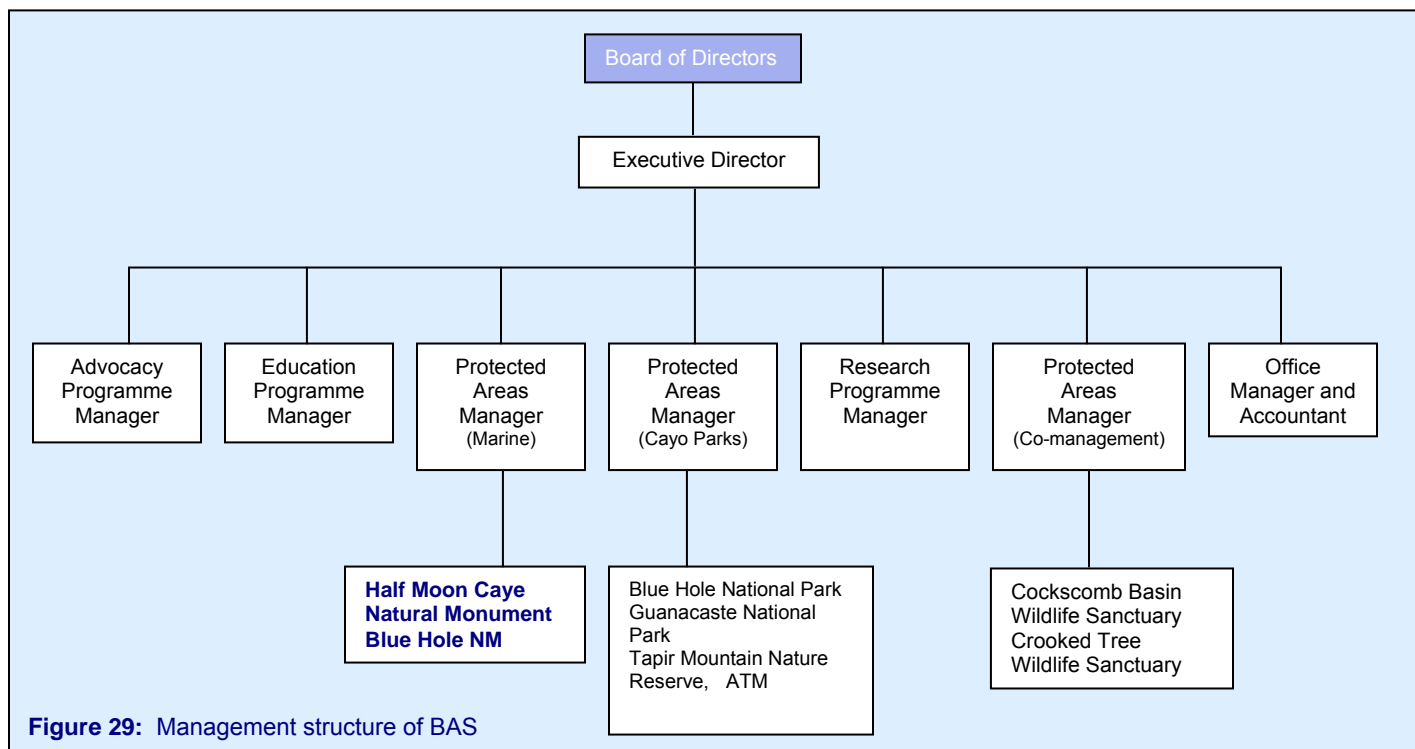 Board of Directors
Executive Director
Advocacy
Programme
Manager
Education
Programme
Manager
Protected
Areas
Manager
(Marine)
Protected
Areas
Manager
(Cayo Parks)
Research
Programme
Manager
Protected
Areas
Manager
(Co-management)
Office
Manager and
Accountant
Half Moon Caye
Natural Monument
Blue Hole NM
Blue Hole National Park
Guanacaste National
Park
Tapir Mountain Nature
Reserve, ATM
Cockscomb Basin
Wildlife Sanctuary
Crooked Tree
Wildlife Sanctuary
Figure 29: Management structure of BAS